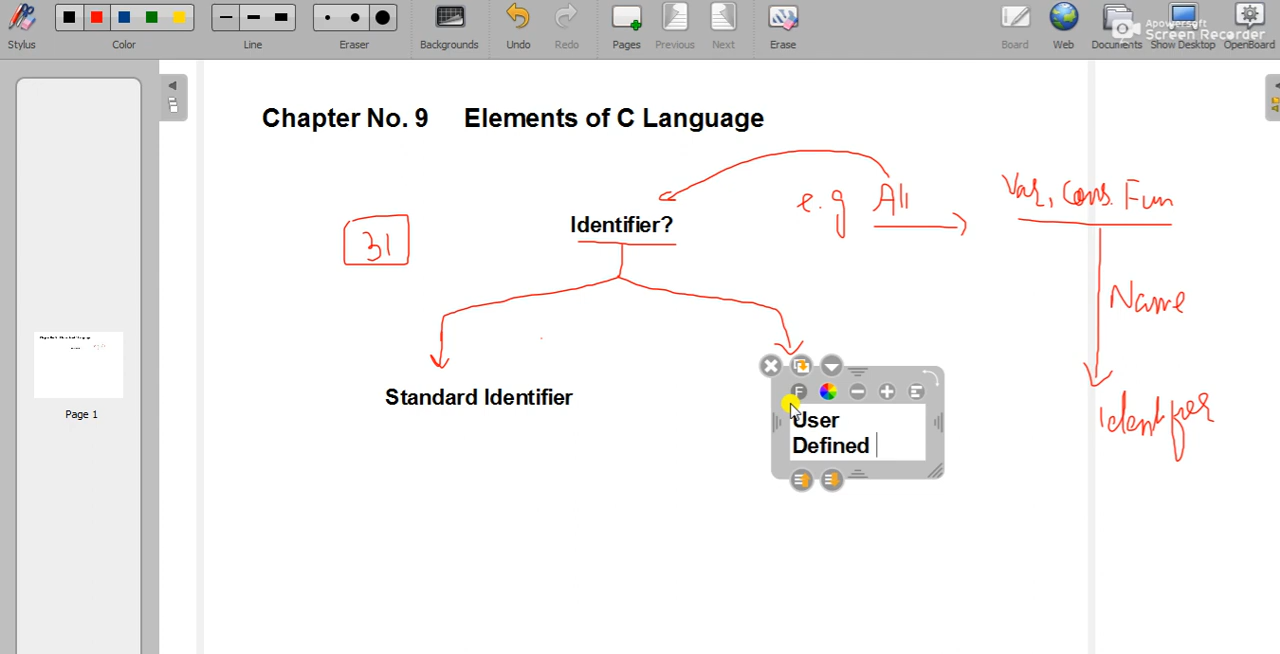 Stylus
Color
Line
Eraser
Backgrounds
Undo
Redo
Pages
Previous
Next
Erase
Board
Web
Documents
Show Desktop
OpenBoard
Apowersoft
Screen Recorder
Chapter No. 9 Elements of C Language
e.g Ali
Var, Cons. Fun
Identifier?
31
Name
Standard Identifier
F
User
Defined
Identifier
Page 1